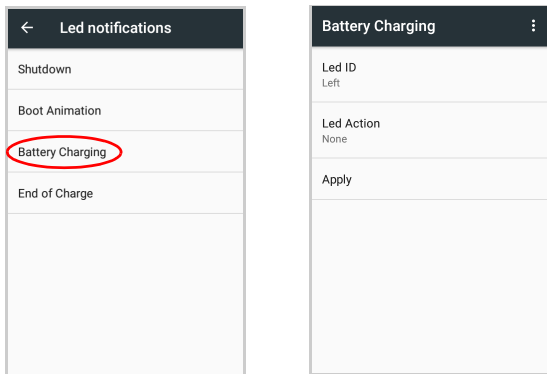 Led notifications
Shutdown
Boot Animation
Battery Charging
End of Charge
Battery Charging
Led ID
Left
Led Action
None
Apply